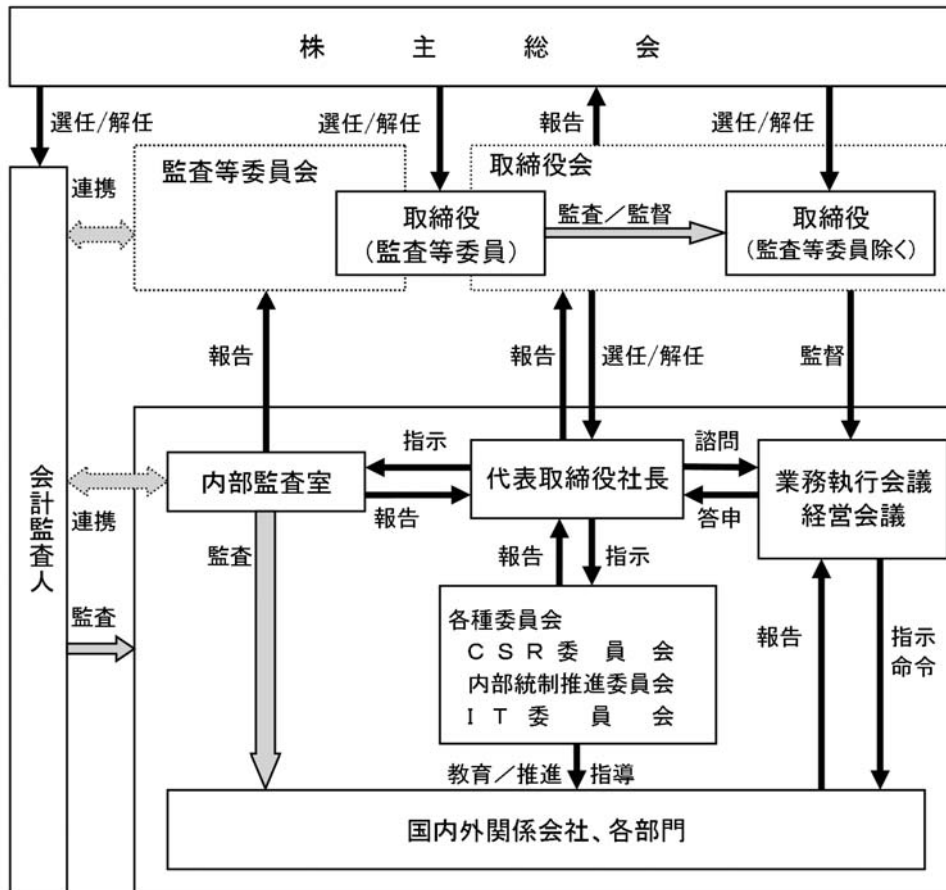 株主総会
選任/解任
選任/解任
報告
選任/解任
監査等委員会
取締役会
連携
取締役
(監査等委員)
監査／監督
取締役
(監査等委員除く)
報告
報告
選任/解任
監督
会計監査人
指示
諮問
内部監査室
代表取締役社長
業務執行会議
経営会議
連携
報告
答申
監査
報告
指示
監査
各種委員会
CSR委員会
内部統制推進委員会
IT委員会
報告
指示
命令
教育／推進
指導
国内外関係会社、各部門